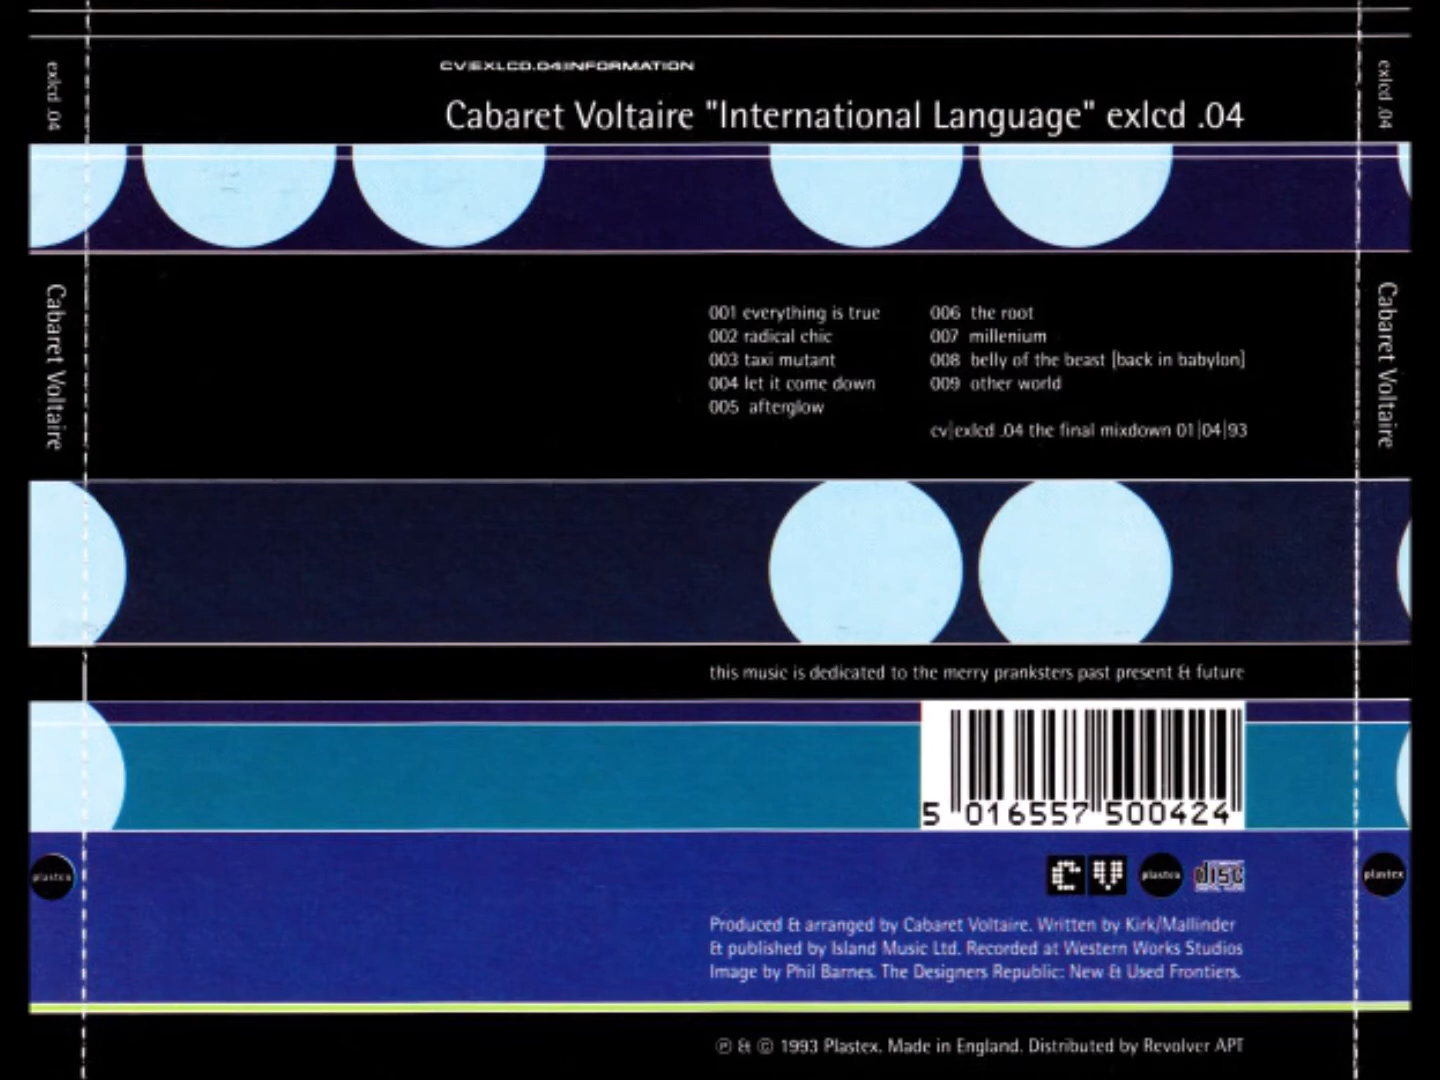 CV|EXLCD.04|INFORMATION
Cabaret Voltaire "International Language" exlcd .04
exlcd .04
exlcd .04
Cabaret Voltaire
Cabaret Voltaire
001 everything is true
002 radical chic
003 taxi mutant
004 let it come down
005 afterglow
006 the root
007 millenium
008 belly of the beast [back in babylon]
009 other world
cv|exlcd .04 the final mixdown 01|04|93
this music is dedicated to the merry pranksters past present & future
5 016557 500424
plastex
CV
plastex
disc
DIGITAL AUDIO
plastex
Produced & arranged by Cabaret Voltaire. Written by Kirk/Mallinder
& published by Island Music Ltd. Recorded at Western Works Studios
Image by Phil Barnes. The Designers Republic: New & Used Frontiers.
℗ & © 1993 Plastex. Made in England. Distributed by Revolver APT